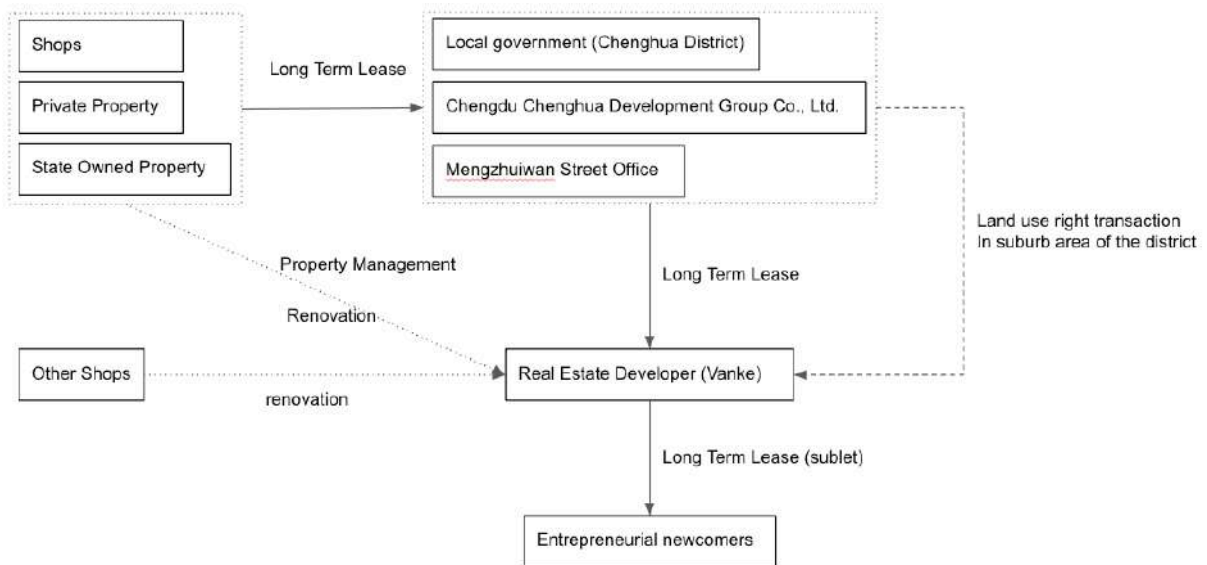 Shops
Private Property
State Owned Property
Long Term Lease
Local government (Chenghua District)
Chengdu Chenghua Development Group Co., Ltd.
Mengzhuiwan Street Office
Land use right transaction
In suburb area of the district
Property Management
Renovation
Long Term Lease
Other Shops
renovation
Real Estate Developer (Vanke)
Long Term Lease (sublet)
Entrepreneurial newcomers